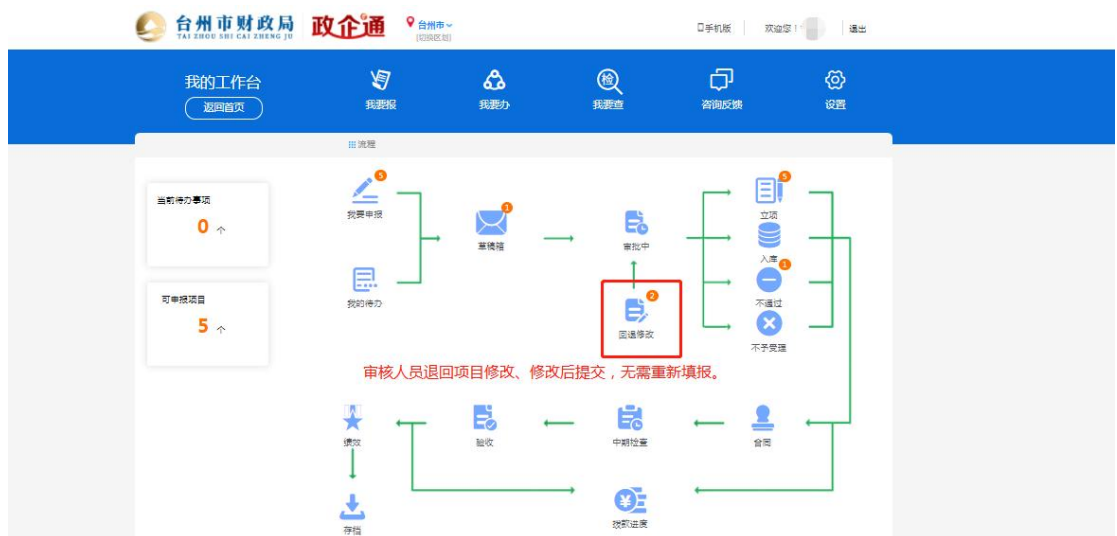 台州市财政局
TAI ZHOU SHI CAI ZHENG JU
政企通
台州市
[切换区划]
手机版
欢迎您！
退出
我的工作台
返回首页
我要报
我要办
检
我要查
咨询反馈
设置
流程
当前待办事项
0 个
可申报项目
5 个
5
我要申报
我的待办
1
草稿箱
审批中
2
回退修改
5
立项
入库
1
不通过
不予受理
审核人员退回项目修改、修改后提交，无需重新填报。
绩效
验收
中期检查
合同
存档
¥
拨款进度